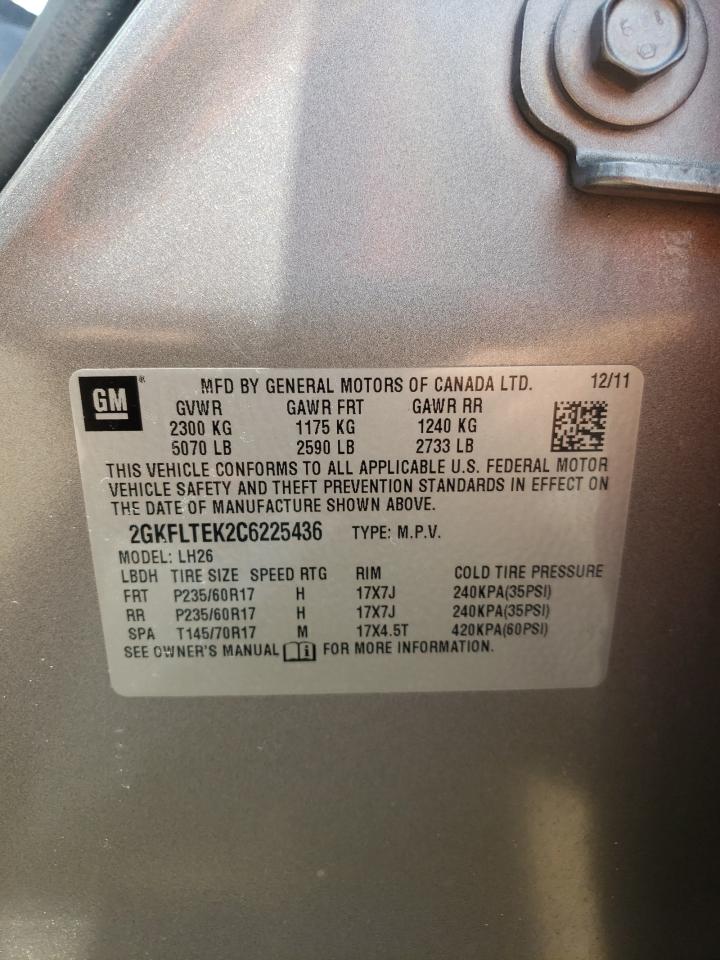 GM ® MFD BY GENERAL MOTORS OF CANADA LTD. 12/11
GVWR GAWR FRT GAWR RR
2300 KG 1175 KG 1240 KG
5070 LB 2590 LB 2733 LB
THIS VEHICLE CONFORMS TO ALL APPLICABLE U.S. FEDERAL MOTOR
VEHICLE SAFETY AND THEFT PREVENTION STANDARDS IN EFFECT ON
THE DATE OF MANUFACTURE SHOWN ABOVE.
2GKFLTEK2C6225436 TYPE: M.P.V.
MODEL: LH26
LBDH TIRE SIZE SPEED RTG RIM COLD TIRE PRESSURE
FRT P235/60R17 H 17X7J 240KPA(35PSI)
RR P235/60R17 H 17X7J 240KPA(35PSI)
SPA T145/70R17 M 17X4.5T 420KPA(60PSI)
SEE OWNER'S MANUAL i FOR MORE INFORMATION.